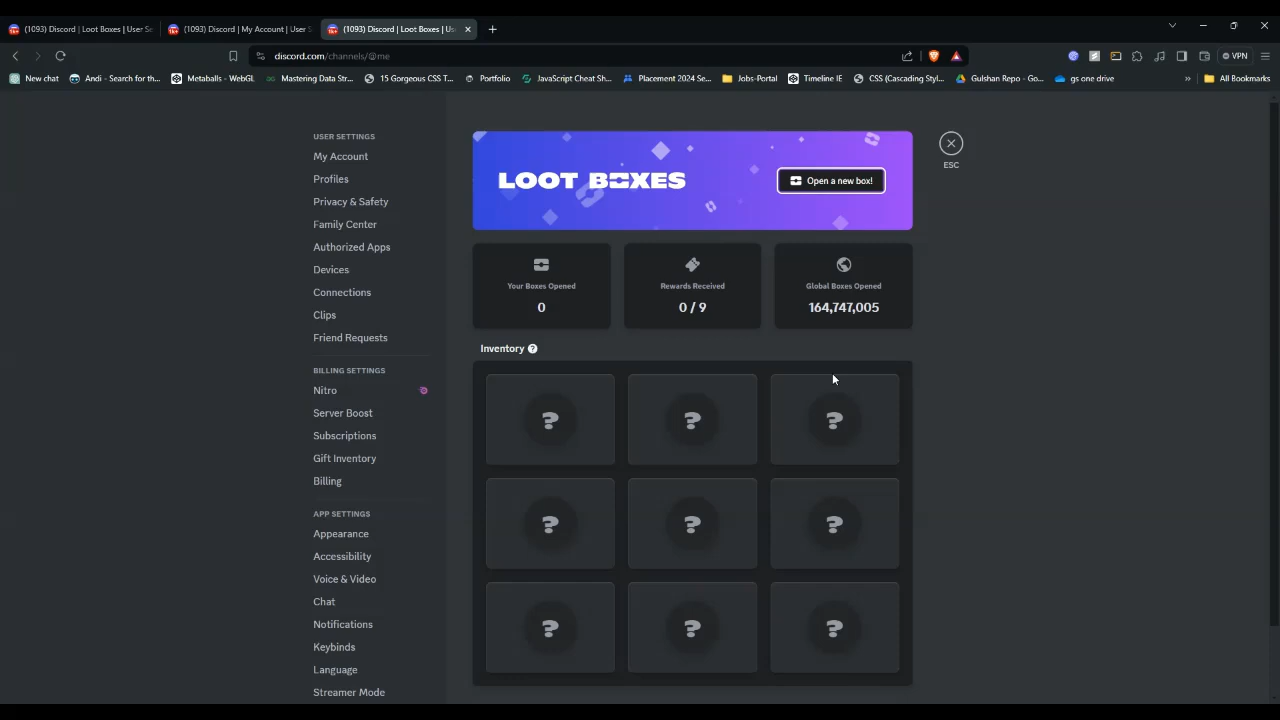 (1093) Discord | Loot Boxes | User Se
(1093) Discord | My Account | User S
(1093) Discord | Loot Boxes | Us
discord.com/channels/@me
VPN
New chat
Andi - Search for th...
Metaballs - WebGL
Mastering Data Str...
15 Gorgeous CSS T...
Portfolio
JavaScript Cheat Sh...
Placement 2024 Se...
Jobs-Portal
Timeline IE
CSS (Cascading Styl...
Gulshan Repo - Go...
gs one drive
»
All Bookmarks
USER SETTINGS
My Account
Profiles
Privacy & Safety
Family Center
Authorized Apps
Devices
Connections
Clips
Friend Requests
BILLING SETTINGS
Nitro
Server Boost
Subscriptions
Gift Inventory
Billing
APP SETTINGS
Appearance
Accessibility
Voice & Video
Chat
Notifications
Keybinds
Language
Streamer Mode
LOOT BOXES
Open a new box!
ESC
Your Boxes Opened
0
Rewards Received
0 / 9
Global Boxes Opened
164,747,005
Inventory ?
? ? ?
? ? ?
? ? ?